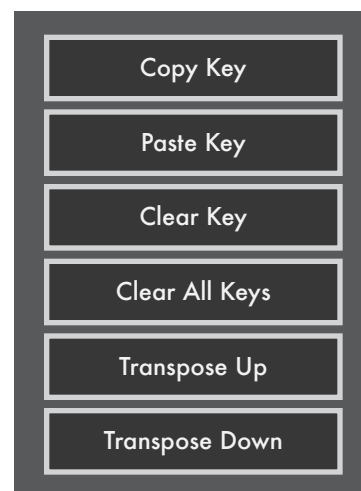 Copy Key
Paste Key
Clear Key
Clear All Keys
Transpose Up
Transpose Down